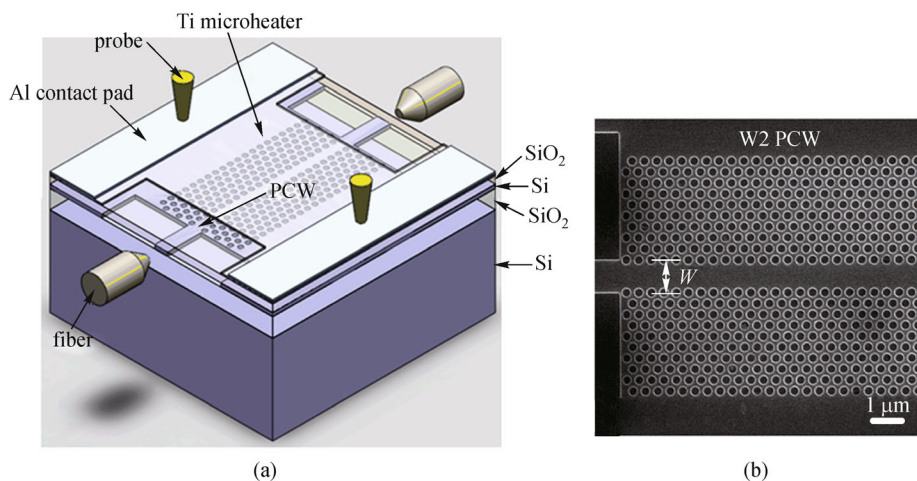 Ti microheater
probe
Al contact pad
PCW
SiO₂
Si
SiO₂
Si
fiber
(a)
W2 PCW
W
1 μm
(b)